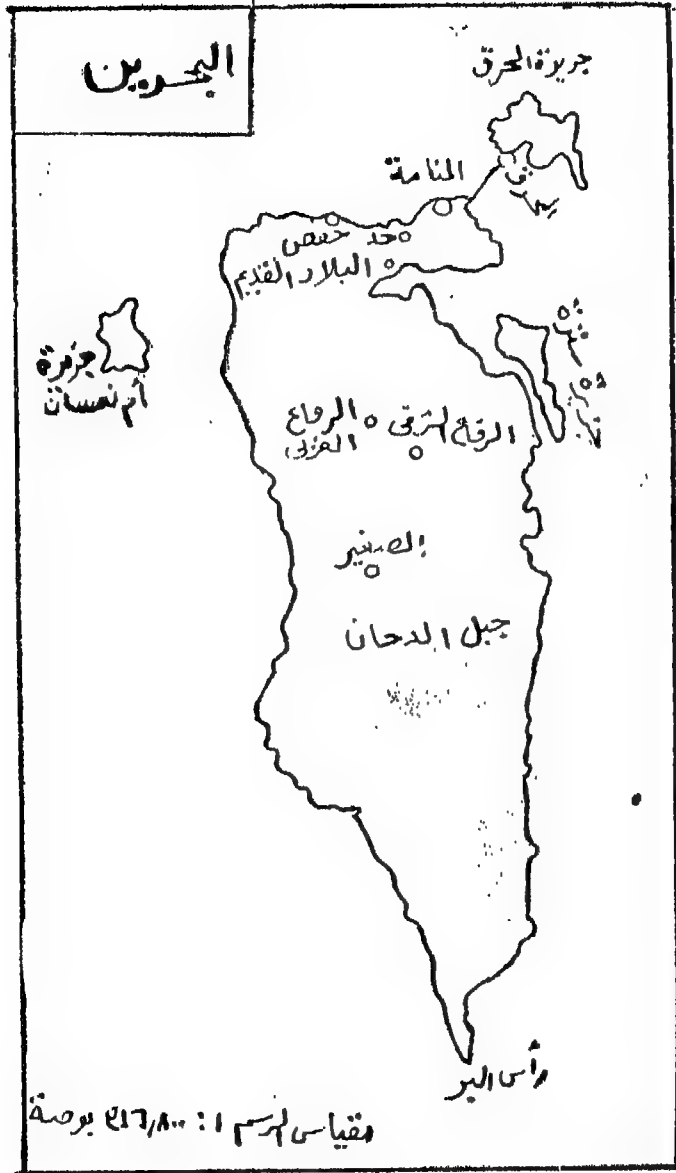 البحرين
جزيرة المحرق
المنامة
جد حفص
البلاد القديم
جزيرة
أم نعسان
الرفاع
الغربي
الرفاع الشرقي
الصخير
جبل الدخان
رأس البر
مقياس الرسم ١: ٣١٦,٨٠٠ بوصة